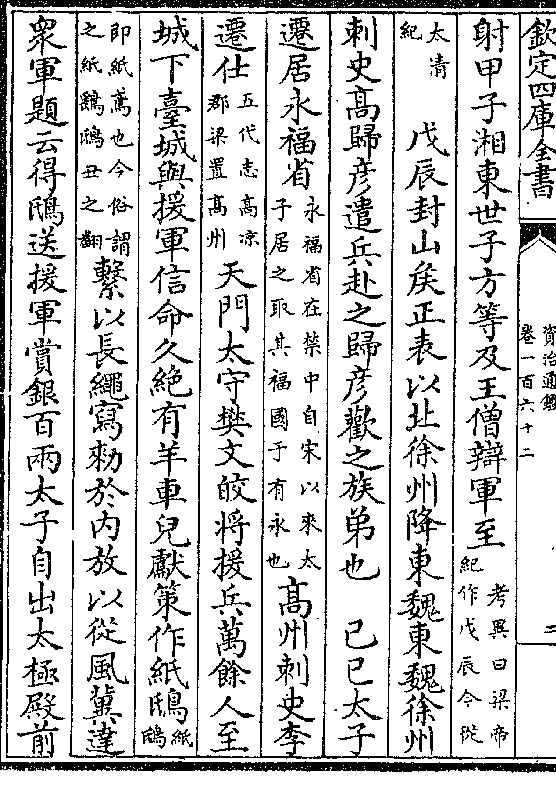 欽定四庫全書
資治通鑑
卷一百六十二
二
射甲子湘東世子方等及王僧辯軍至考異曰梁帝紀作戊辰今從
太清紀 戊辰封山侯正表以北徐州降東魏東魏徐州
刺史高歸彦遣兵赴之歸彦歡之族弟也 己巳太子
遷居永福省永福省在禁中自宋以來太子居之取其福國于有永也高州刺史李
遷仕五代志高凉郡梁置高州天門太守樊文皎将援兵萬餘人至
城下臺城與援軍信命久絶有羊車兒獻策作紙鴟紙鴟
即紙鳶也今俗謂之紙鷂鴟丑之翻繫以長繩寫勅於内放以從風冀達
衆軍題云得鴟送援軍賞銀百兩太子自出太極殿前